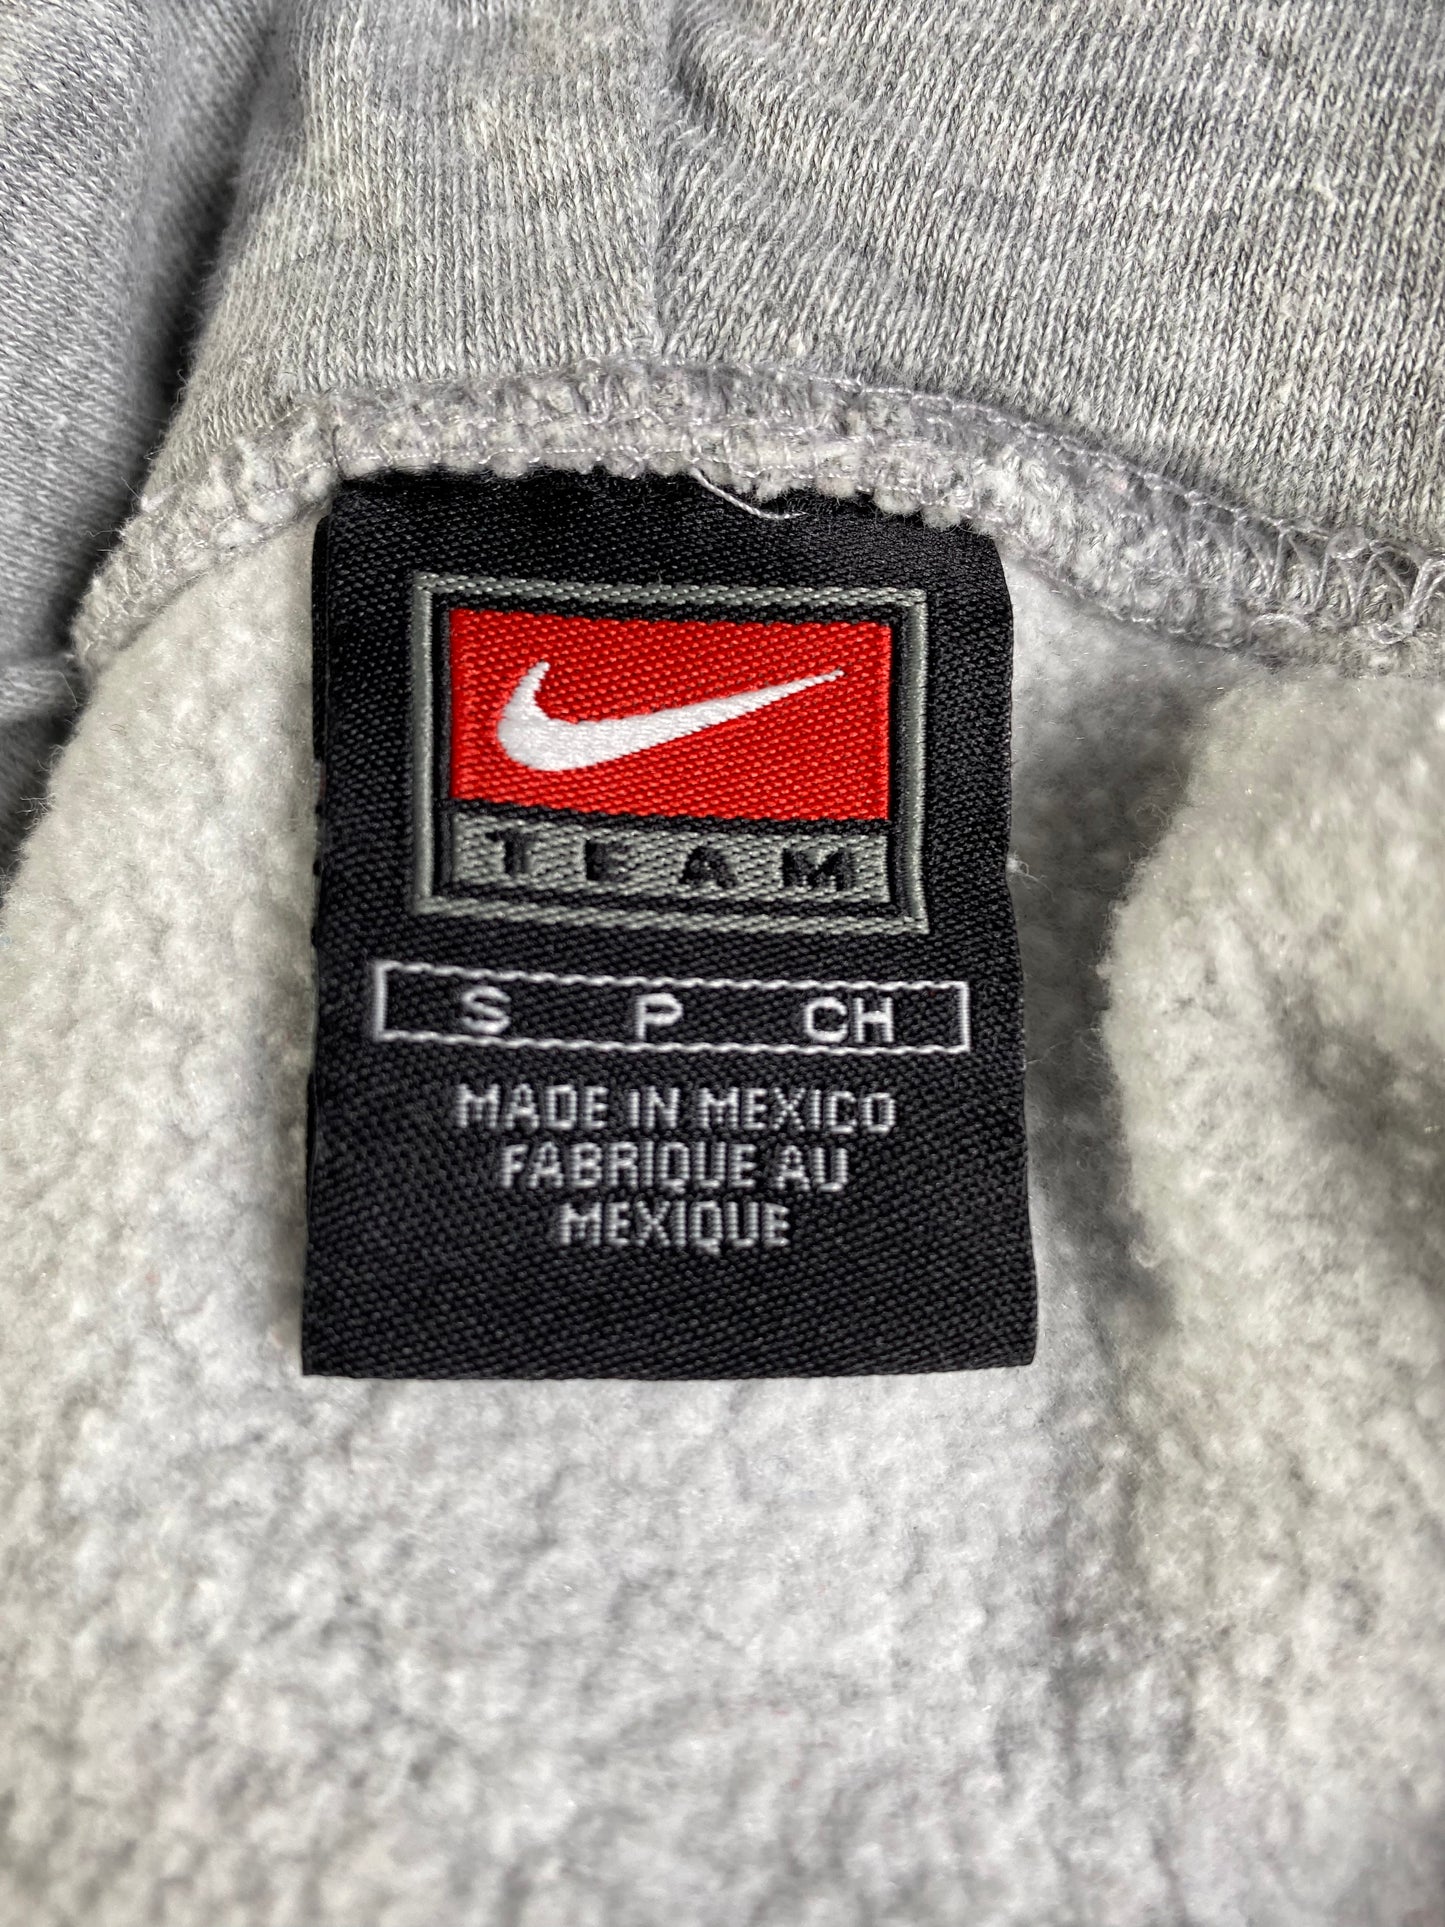 TEAM
S P CH
MADE IN MEXICO
FABRIQUE AU
MEXIQUE